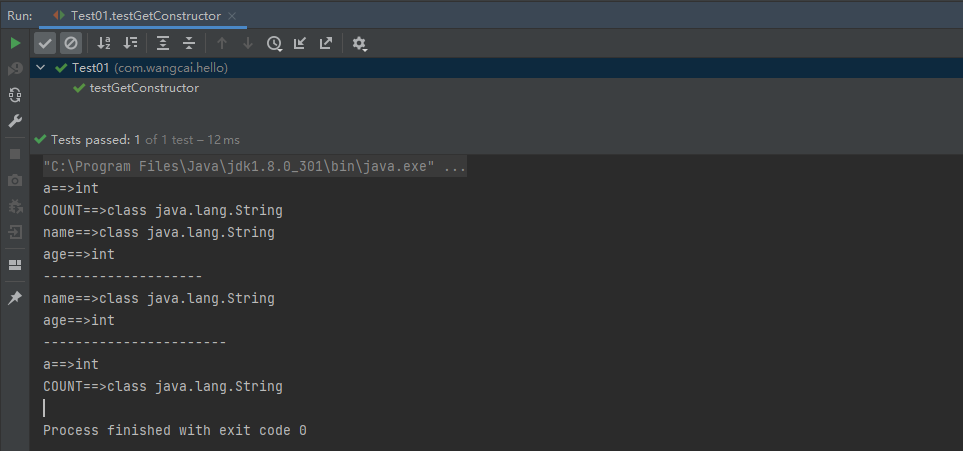 Run: Test01.testGetConstructor
Test01 (com.wangcai.hello)
testGetConstructor
Tests passed: 1 of 1 test – 12 ms
"C:\Program Files\Java\jdk1.8.0_301\bin\java.exe" ...
a==>int
COUNT==>class java.lang.String
name==>class java.lang.String
age==>int
--------------------
name==>class java.lang.String
age==>int
-----------------------
a==>int
COUNT==>class java.lang.String
Process finished with exit code 0